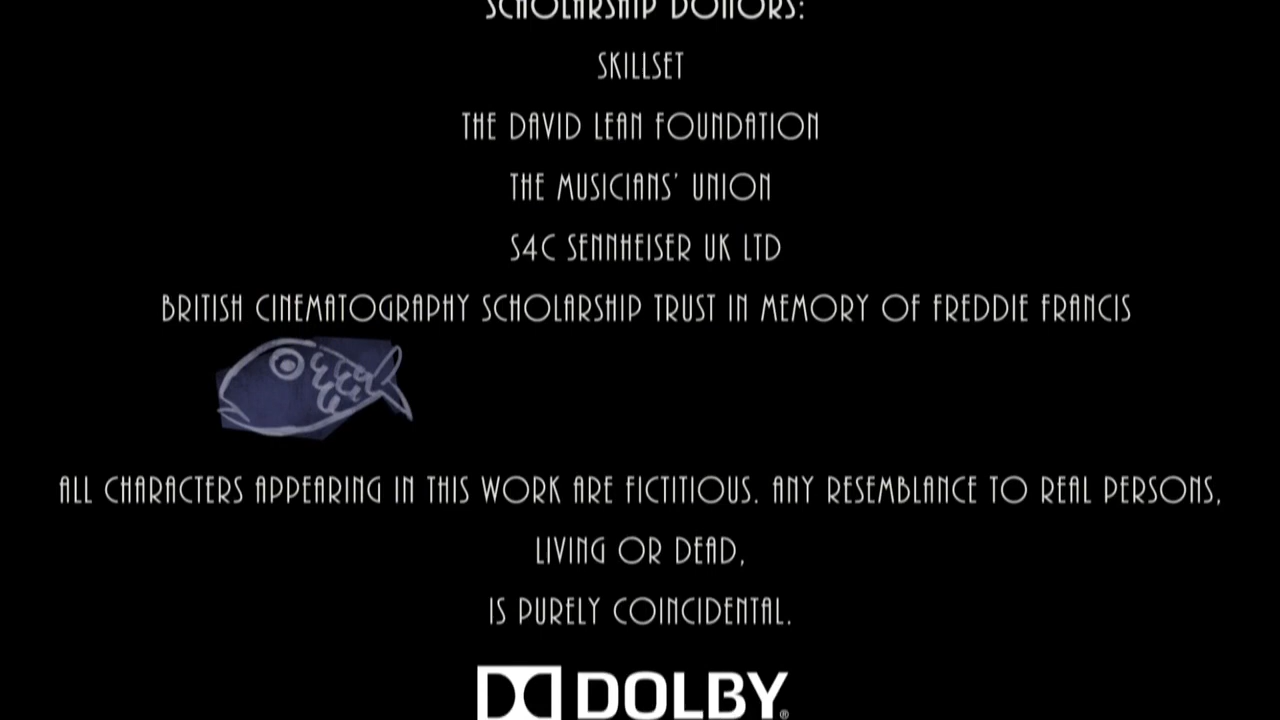 SCHOLARSHIP DONORS:
SKILLSET
THE DAVID LEAN FOUNDATION
THE MUSICIANS' UNION
S4C SENNHEISER UK LTD
BRITISH CINEMATOGRAPHY SCHOLARSHIP TRUST IN MEMORY OF FREDDIE FRANCIS
ALL CHARACTERS APPEARING IN THIS WORK ARE FICTITIOUS. ANY RESEMBLANCE TO REAL PERSONS,
LIVING OR DEAD,
IS PURELY COINCIDENTAL.
DOLBY®